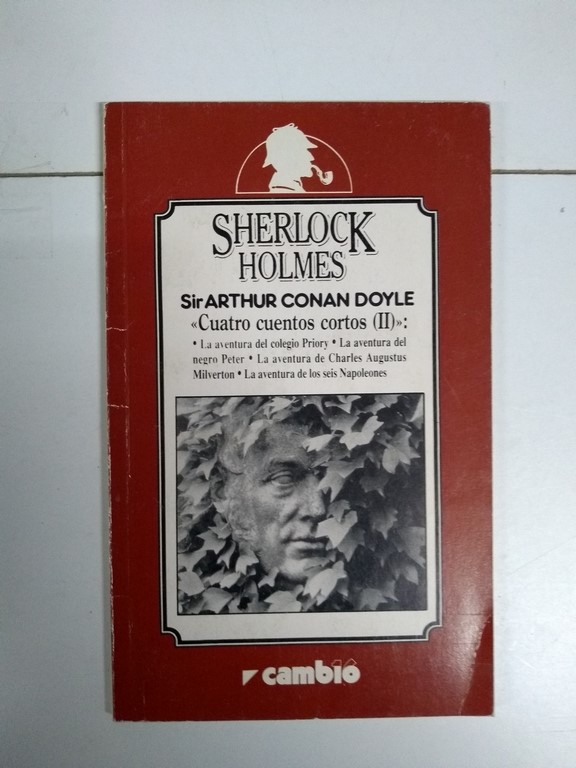 SHERLOCK
HOLMES
Sir ARTHUR CONAN DOYLE
«Cuatro cuentos cortos (II)»:
• La aventura del colegio Priory • La aventura del
negro Peter • La aventura de Charles Augustus
Milverton • La aventura de los seis Napoleones
cambio